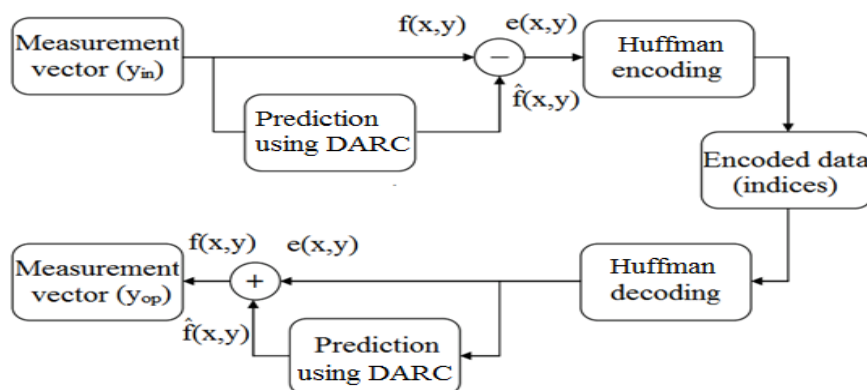 Measurement
vector (yin)
f(x,y)
e(x,y)
−
f̂(x,y)
Huffman
encoding
Prediction
using DARC
Encoded data
(indices)
Measurement
vector (yop)
f(x,y)
e(x,y)
+
f̂(x,y)
Huffman
decoding
Prediction
using DARC